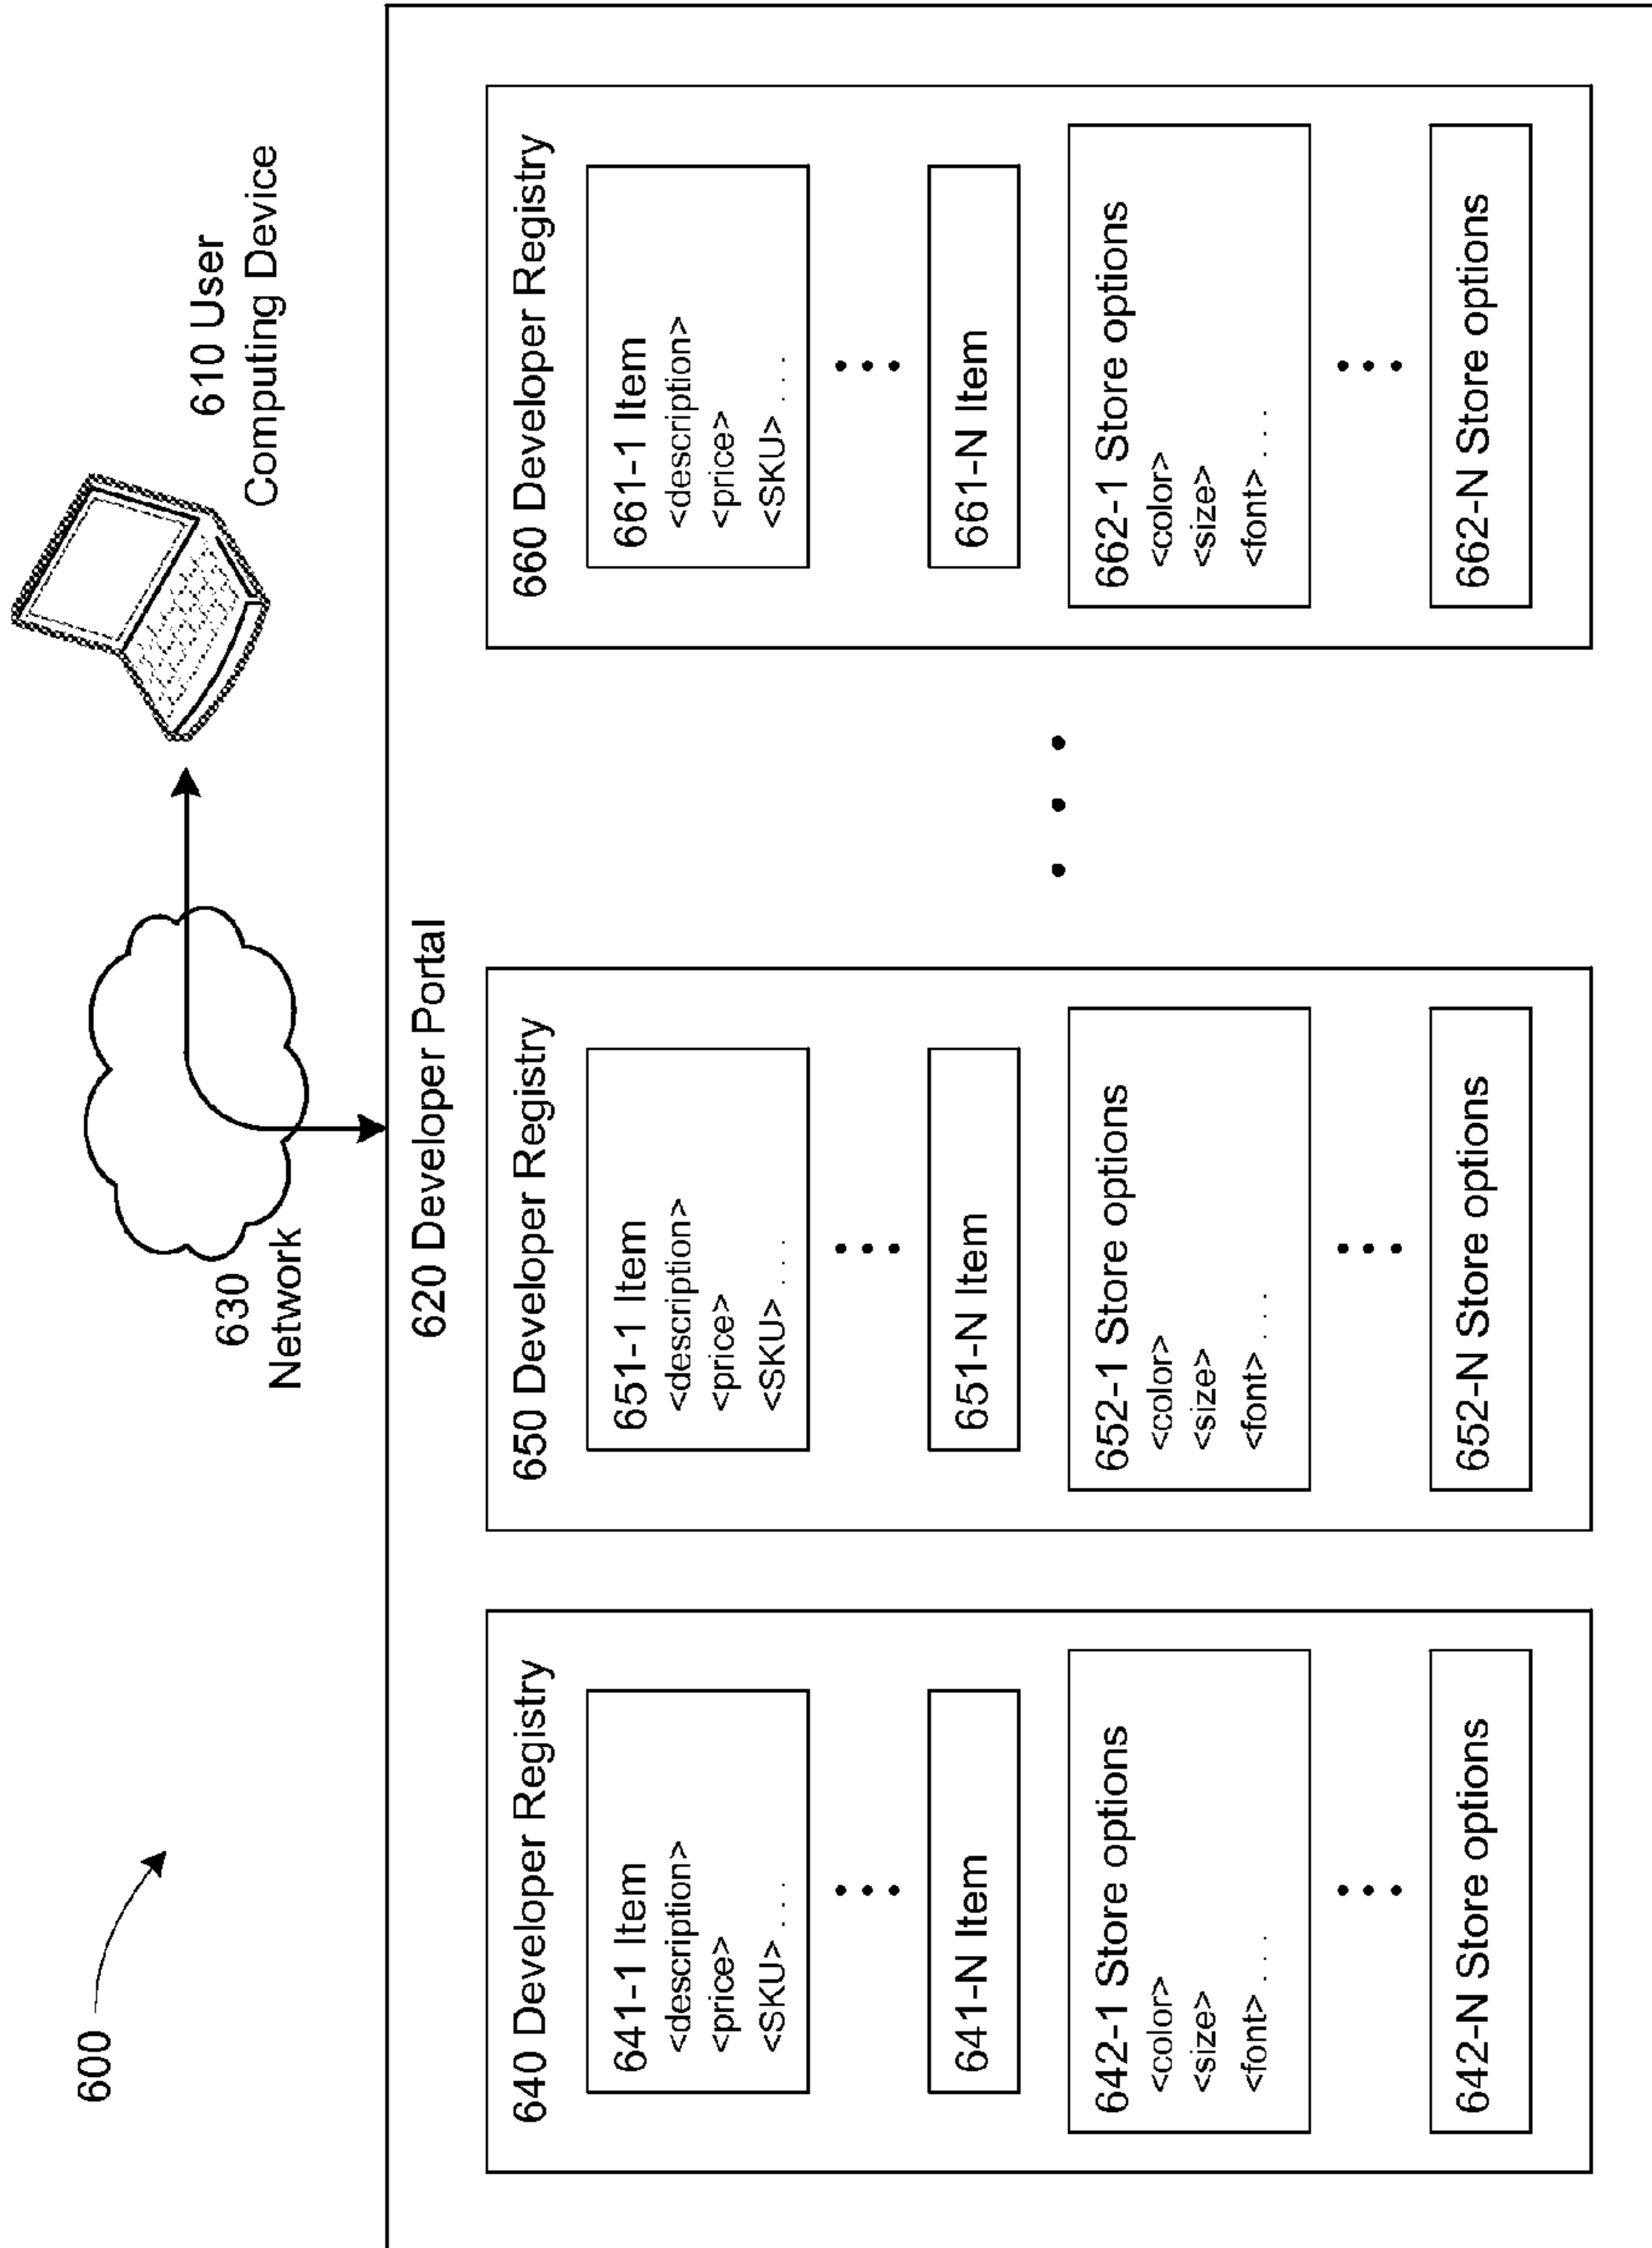 600
610 User
Computing Device
630
Network
620 Developer Portal
640 Developer Registry
641-1 Item
<description>
<price>
<SKU> . . .
641-N Item
642-1 Store options
<color>
<size>
<font> . . .
642-N Store options
650 Developer Registry
651-1 Item
<description>
<price>
<SKU> . . .
651-N Item
652-1 Store options
<color>
<size>
<font> . . .
652-N Store options
660 Developer Registry
661-1 Item
<description>
<price>
<SKU> . . .
661-N Item
662-1 Store options
<color>
<size>
<font> . . .
662-N Store options